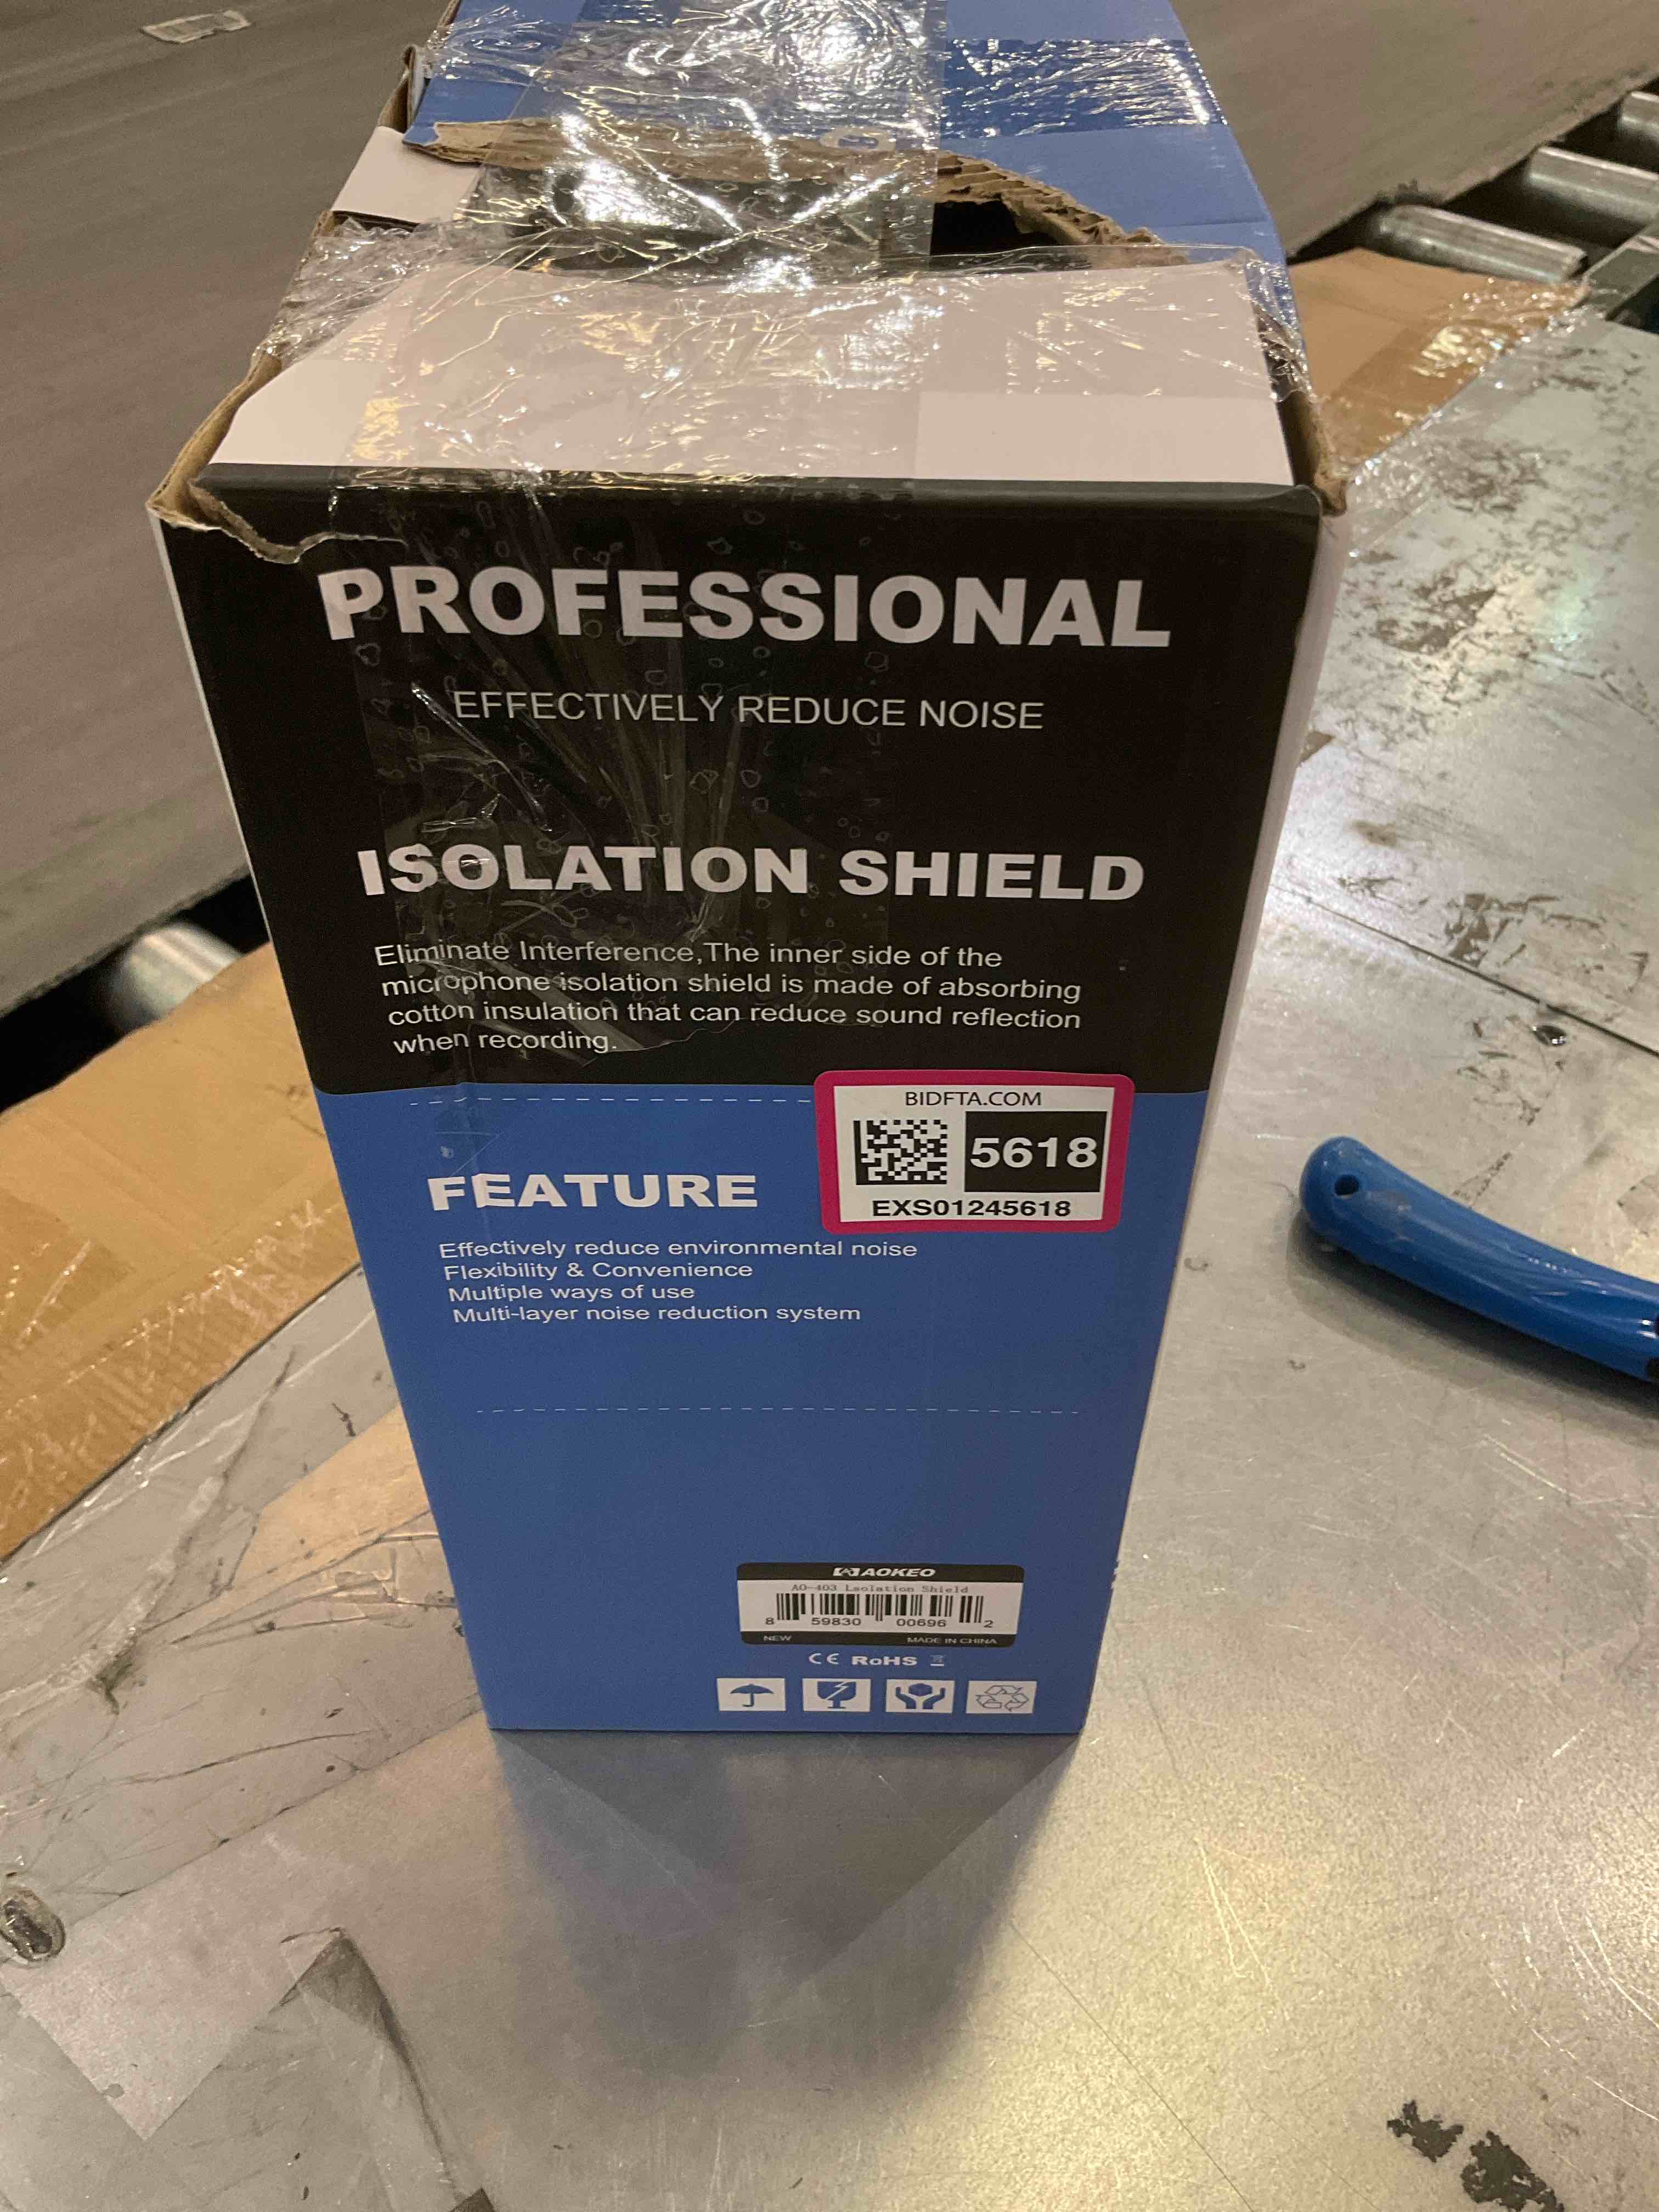 PROFESSIONAL
EFFECTIVELY REDUCE NOISE
ISOLATION SHIELD
Eliminate Interference,The inner side of the
microphone isolation shield is made of absorbing
cotton insulation that can reduce sound reflection
when recording.
BIDFTA.COM
5618
EXS01245618
FEATURE
Effectively reduce environmental noise
Flexibility & Convenience
Multiple ways of use
Multi-layer noise reduction system
AOKEO
AO-403 Lsolation Shield
8 59830 00696 2
NEW MADE IN CHINA
CE RoHS